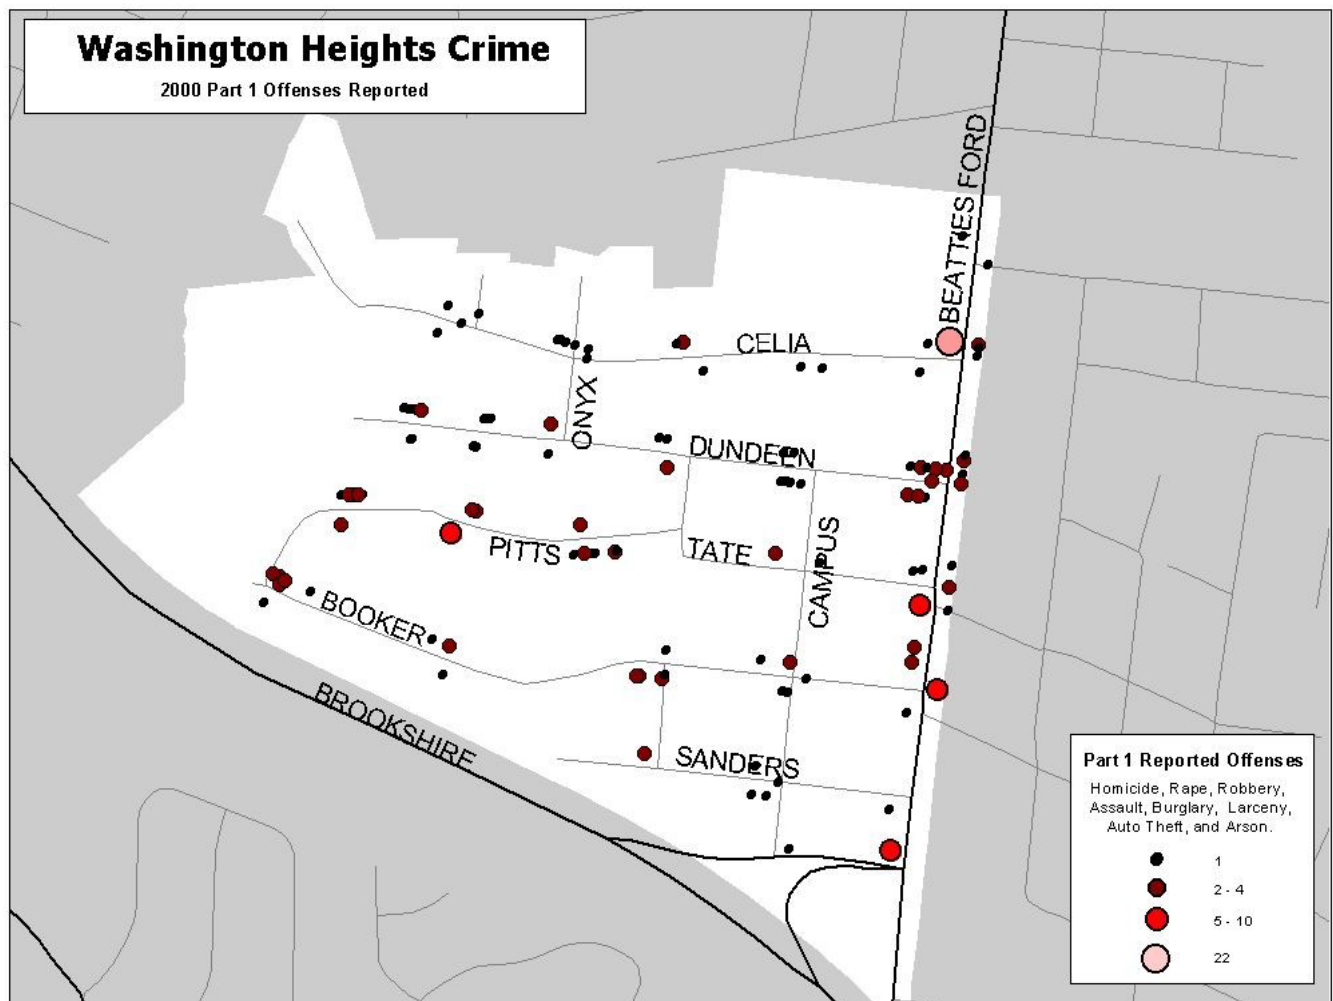 Washington Heights Crime
2000 Part 1 Offenses Reported
BEATTIES FORD
CELIA
ONYX
DUNDEEN
PITTS
TATE
CAMPUS
BOOKER
BROOKSHIRE
SANDERS
Part 1 Reported Offenses
Homicide, Rape, Robbery,
Assault, Burglary, Larceny,
Auto Theft, and Arson.
1
2 - 4
5 - 10
22